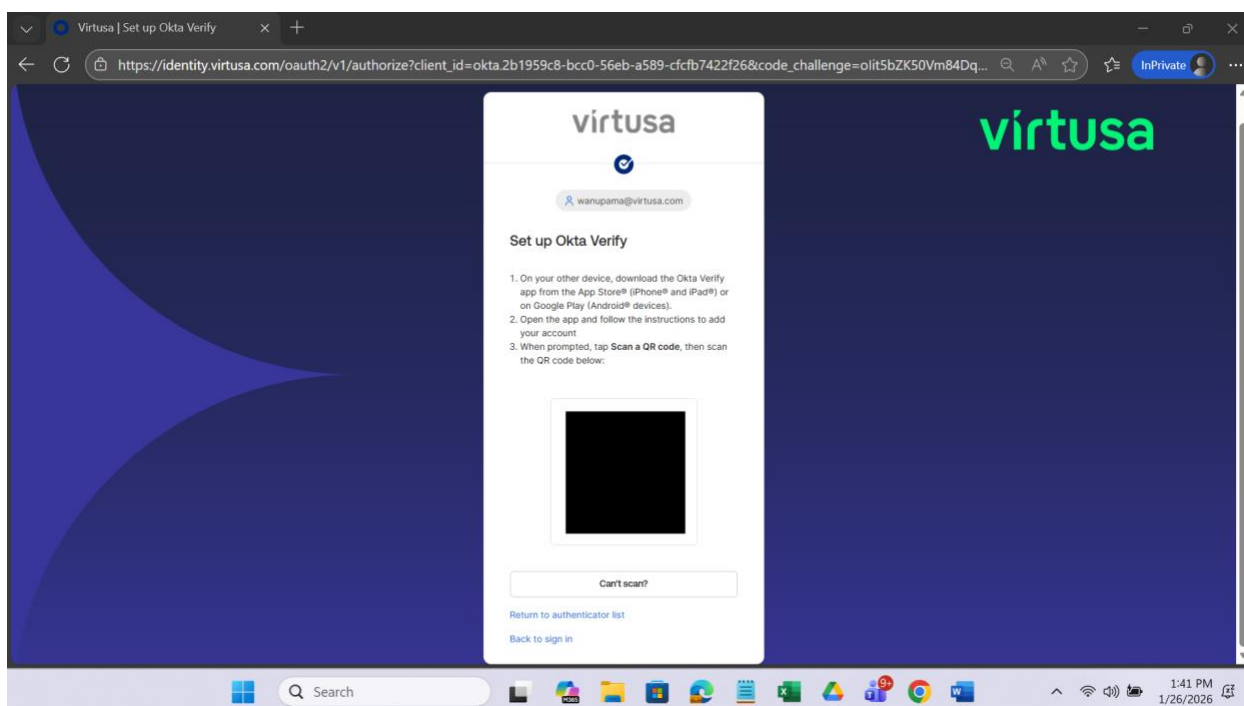 Virtusa | Set up Okta Verify
https://identity.virtusa.com/oauth2/v1/authorize?client_id=okta.2b1959c8-bcc0-56eb-a589-cfcfb7422f26&code_challenge=olit5bZK50Vm84Dq...
InPrivate
virtusa
virtusa
wanupama@virtusa.com
Set up Okta Verify
1. On your other device, download the Okta Verify
app from the App Store® (iPhone® and iPad®) or
on Google Play (Android® devices).
2. Open the app and follow the instructions to add
your account
3. When prompted, tap Scan a QR code, then scan
the QR code below:
Can't scan?
Return to authenticator list
Back to sign in
Search
M365
9+
1:41 PM
1/26/2026